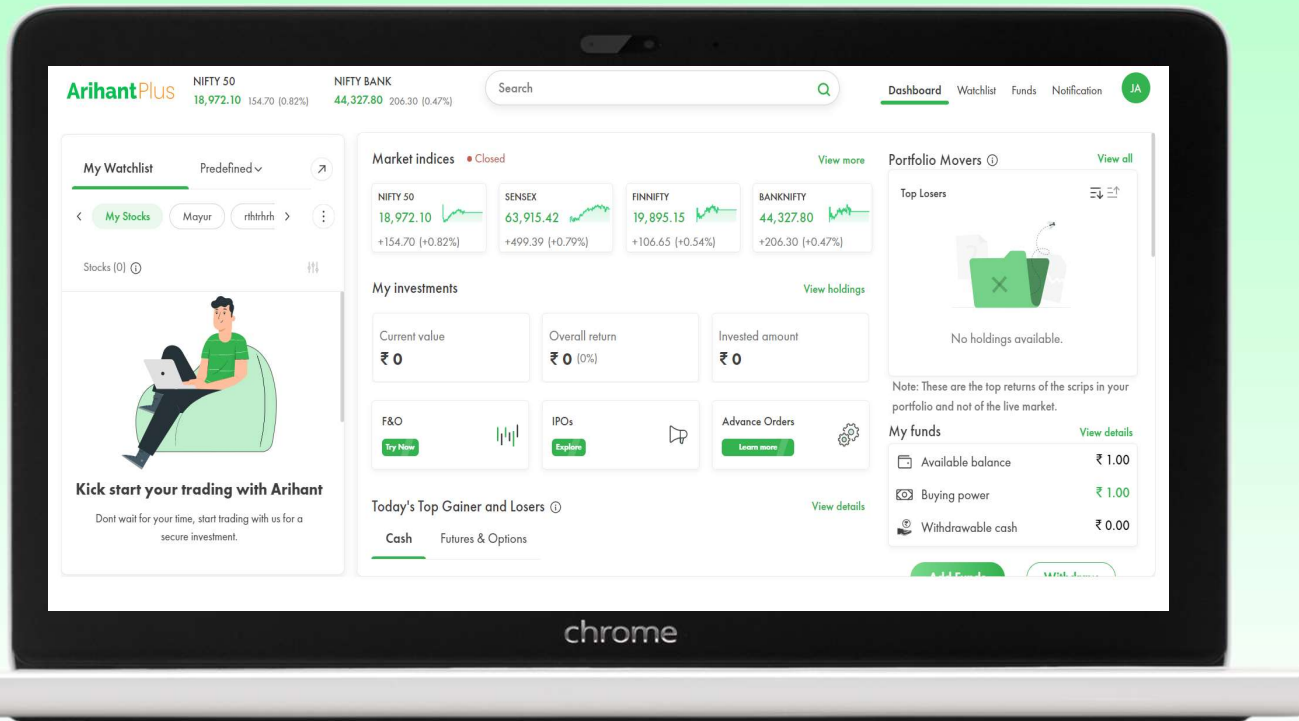 ArihantPlus
NIFTY 50
18,972.10 154.70 (0.82%)
NIFTY BANK
44,327.80 206.30 (0.47%)
Search
Dashboard Watchlist Funds Notification JA
My Watchlist Predefined
My Stocks Mayur rthtrhrh
Stocks (0)
Kick start your trading with Arihant
Dont wait for your time, start trading with us for a
secure investment.
Market indices Closed View more
NIFTY 50
18,972.10
+154.70 (+0.82%)
SENSEX
63,915.42
+499.39 (+0.79%)
FINNIFTY
19,895.15
+106.65 (+0.54%)
BANKNIFTY
44,327.80
+206.30 (+0.47%)
My investments View holdings
Current value
₹ 0
Overall return
₹ 0 (0%)
Invested amount
₹ 0
F&O
Try Now
IPOs
Explore
Advance Orders
Learn more
Today's Top Gainer and Losers View details
Cash Futures & Options
Portfolio Movers View all
Top Losers
No holdings available.
Note: These are the top returns of the scrips in your
portfolio and not of the live market.
My funds View details
Available balance ₹ 1.00
Buying power ₹ 1.00
Withdrawable cash ₹ 0.00
chrome